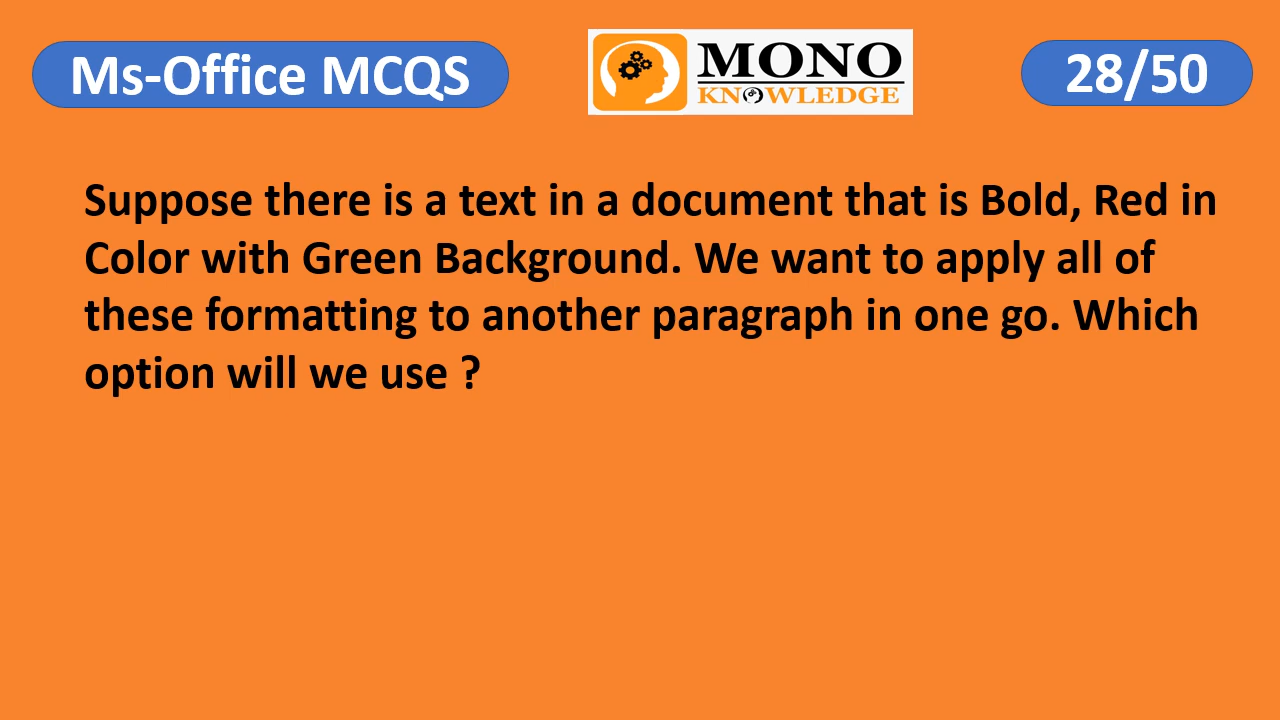 Ms-Office MCQS
MONO
KNOWLEDGE
28/50
Suppose there is a text in a document that is Bold, Red in
Color with Green Background. We want to apply all of
these formatting to another paragraph in one go. Which
option will we use ?